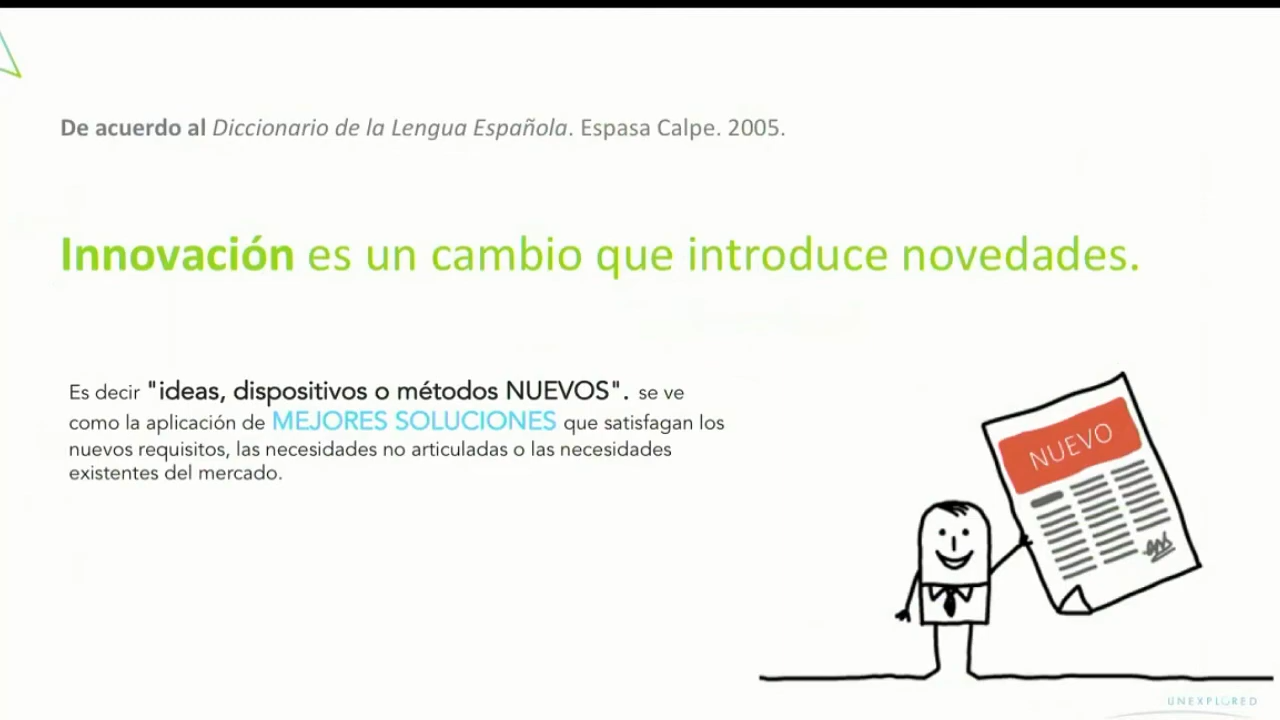 De acuerdo al Diccionario de la Lengua Española. Espasa Calpe. 2005.
Innovación es un cambio que introduce novedades.
Es decir "ideas, dispositivos o métodos NUEVOS". se ve
como la aplicación de MEJORES SOLUCIONES que satisfagan los
nuevos requisitos, las necesidades no articuladas o las necesidades
existentes del mercado.
NUEVO
UNEXPLORED